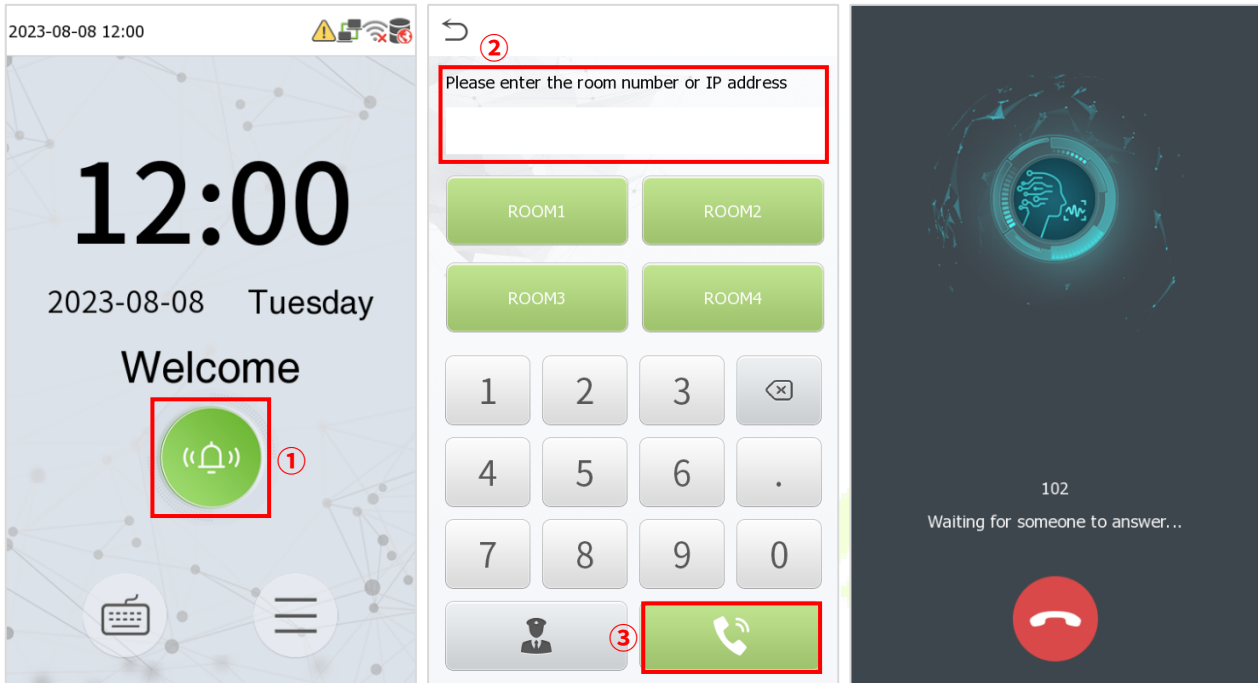 2023-08-08 12:00
12:00
2023-08-08 Tuesday
Welcome
①
②
Please enter the room number or IP address
ROOM1 ROOM2
ROOM3 ROOM4
1 2 3
4 5 6 .
7 8 9 0
③
102
Waiting for someone to answer...